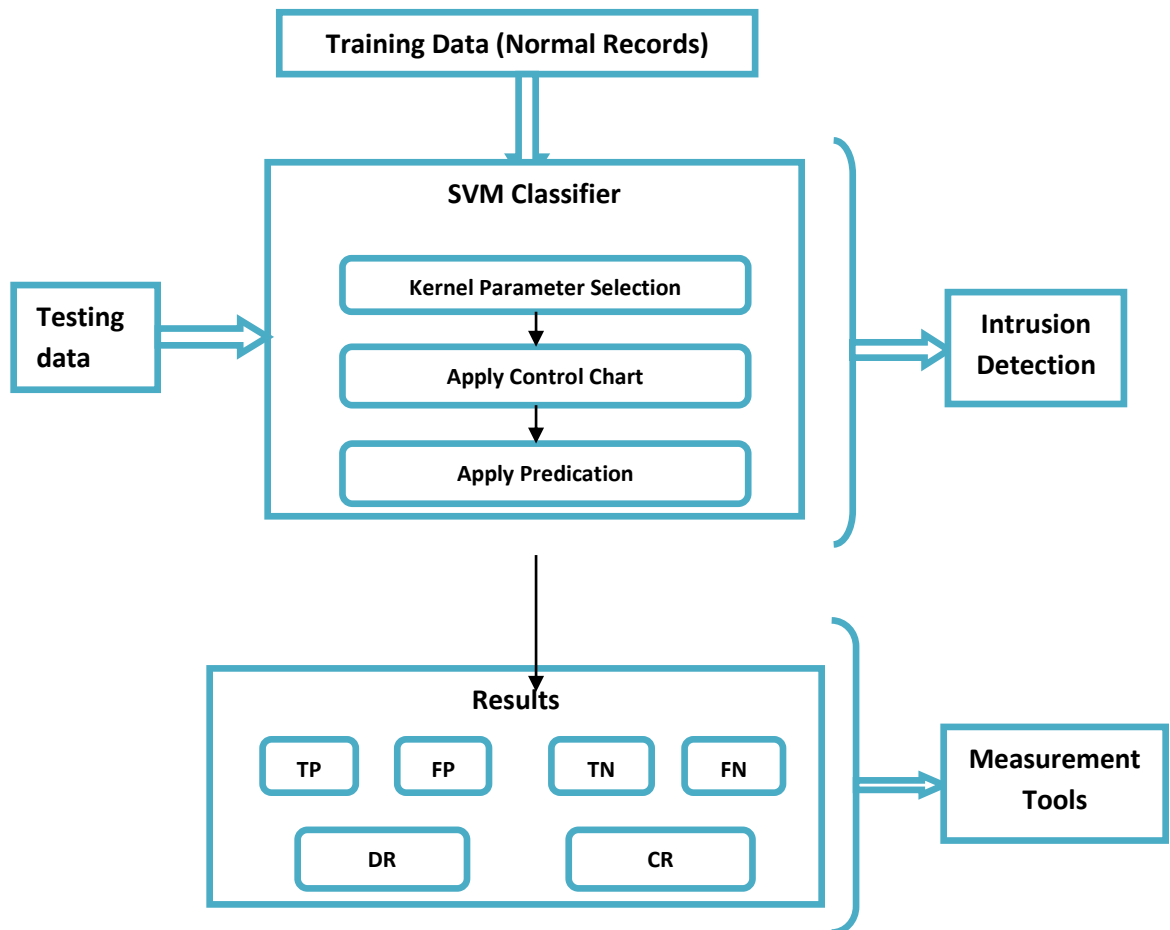 Training Data (Normal Records)
SVM Classifier
Kernel Parameter Selection
Testing
data
Intrusion
Detection
Apply Control Chart
Apply Predication
Results
TP
FP
TN
FN
Measurement
Tools
DR
CR